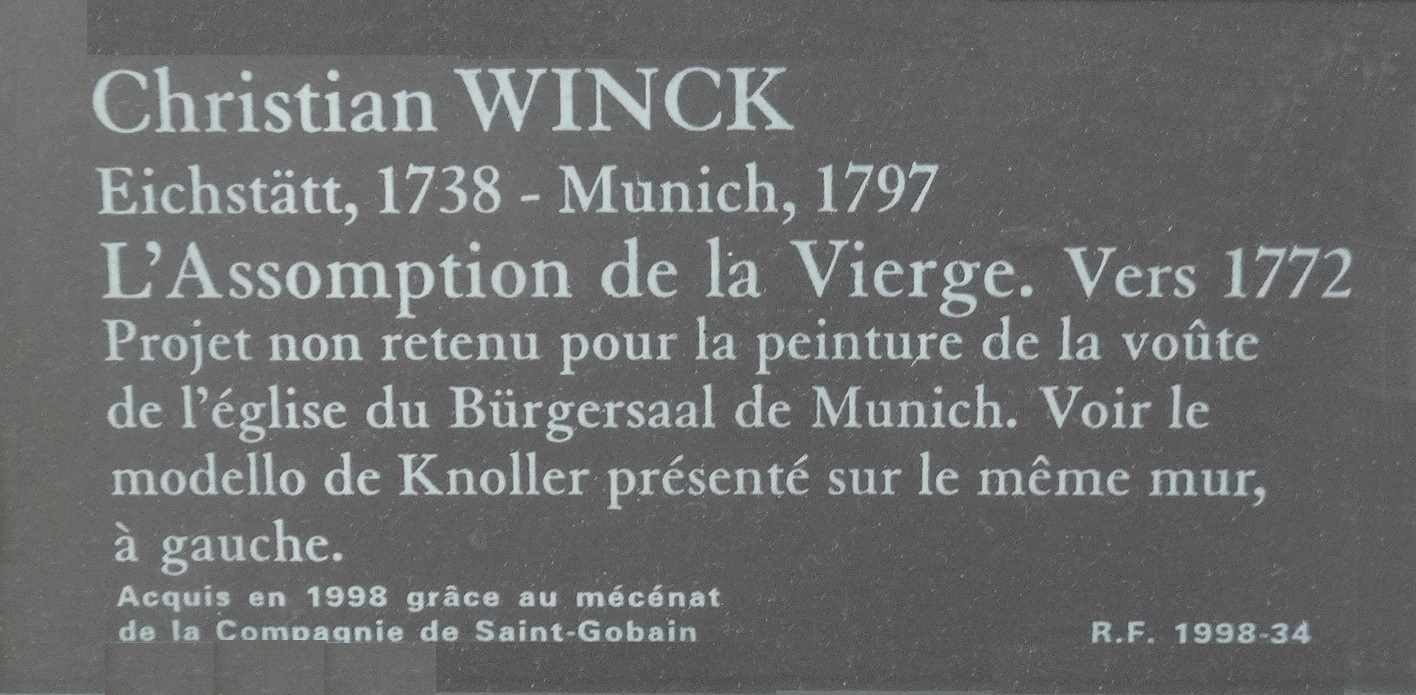 Christian WINCK
Eichstätt, 1738 - Munich, 1797
L'Assomption de la Vierge. Vers 1772
Projet non retenu pour la peinture de la voûte
de l'église du Bürgersaal de Munich. Voir le
modello de Knoller présenté sur le même mur,
à gauche.
Acquis en 1998 grâce au mécénat
de la Compagnie de Saint-Gobain R.F. 1998-34